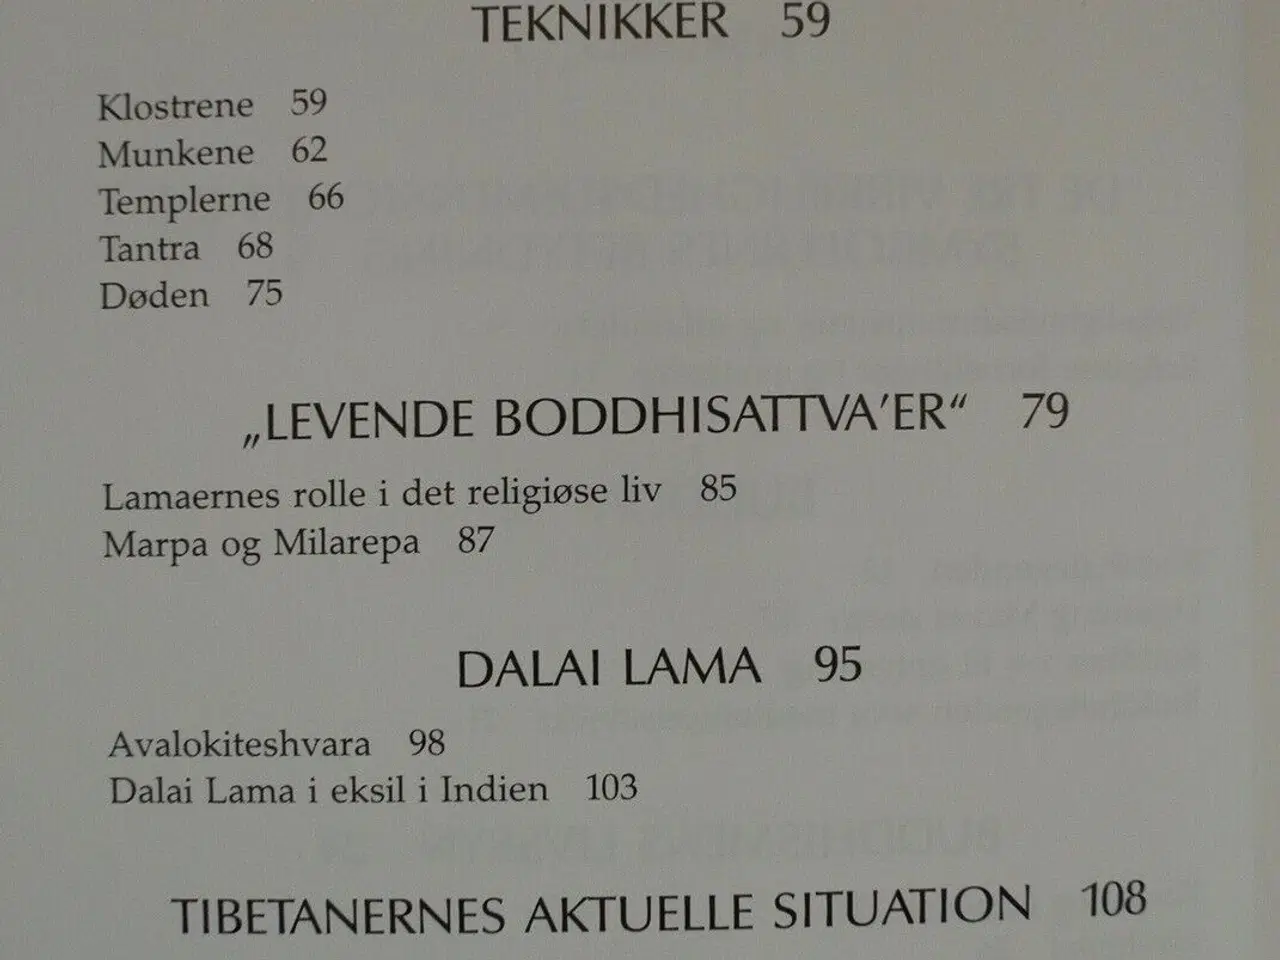 TEKNIKKER 59
Klostrene 59
Munkene 62
Templerne 66
Tantra 68
Døden 75
„LEVENDE BODDHISATTVA'ER“ 79
Lamaernes rolle i det religiøse liv 85
Marpa og Milarepa 87
DALAI LAMA 95
Avalokiteshvara 98
Dalai Lama i eksil i Indien 103
TIBETANERNES AKTUELLE SITUATION 108